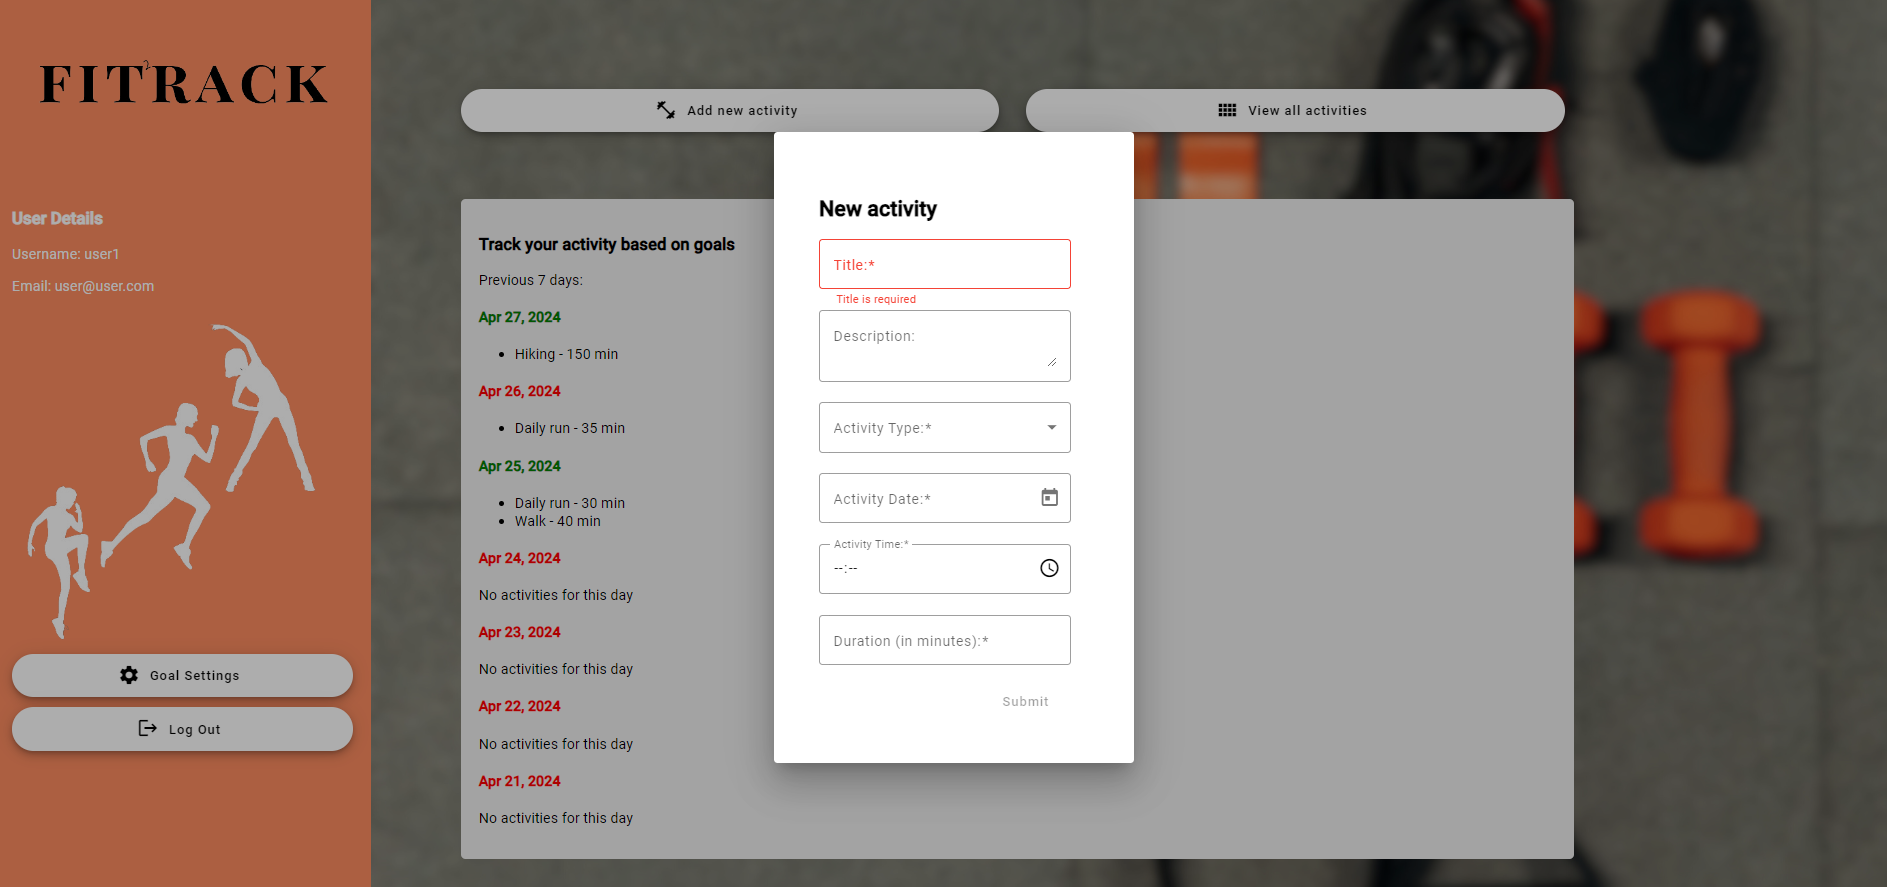 FIT2RACK
User Details
Username: user1
Email: user@user.com
Goal Settings
Log Out
Add new activity
View all activities
Track your activity based on goals
Previous 7 days:
Apr 27, 2024
Hiking - 150 min
Apr 26, 2024
Daily run - 35 min
Apr 25, 2024
Daily run - 30 min
Walk - 40 min
Apr 24, 2024
No activities for this day
Apr 23, 2024
No activities for this day
Apr 22, 2024
No activities for this day
Apr 21, 2024
No activities for this day
New activity
Title:*
Title is required
Description:
Activity Type:*
Activity Date:*
Activity Time:*
--:--
Duration (in minutes):*
Submit